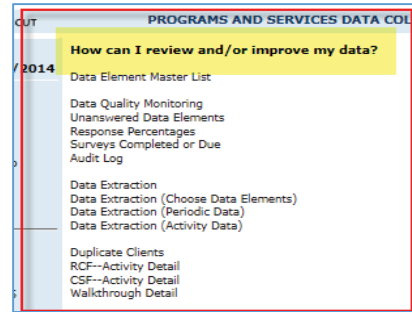 CUT
PROGRAMS AND SERVICES DATA COL
/2014
How can I review and/or improve my data?
Data Element Master List
Data Quality Monitoring
Unanswered Data Elements
Response Percentages
Surveys Completed or Due
Audit Log
Data Extraction
Data Extraction (Choose Data Elements)
Data Extraction (Periodic Data)
Data Extraction (Activity Data)
Duplicate Clients
RCF--Activity Detail
CSF--Activity Detail
Walkthrough Detail